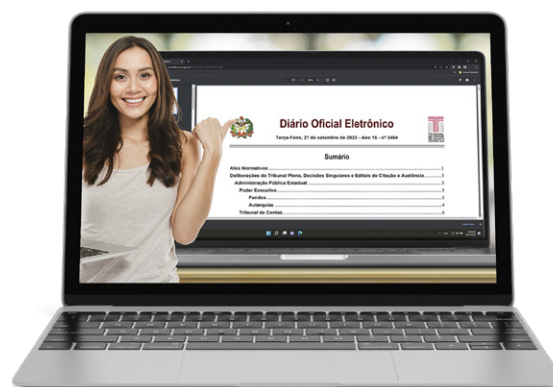 Diário Oficial Eletrônico
Terça-Feira, 27 de setembro de 2022 - Ano 15 - nº 3464
Sumário
Atos Normativos
Deliberações do Tribunal Pleno, Decisões Singulares e Editais de Citação e Audiência
Administração Pública Estadual
Poder Executivo
Fundos
Autarquias
Tribunal de Contas